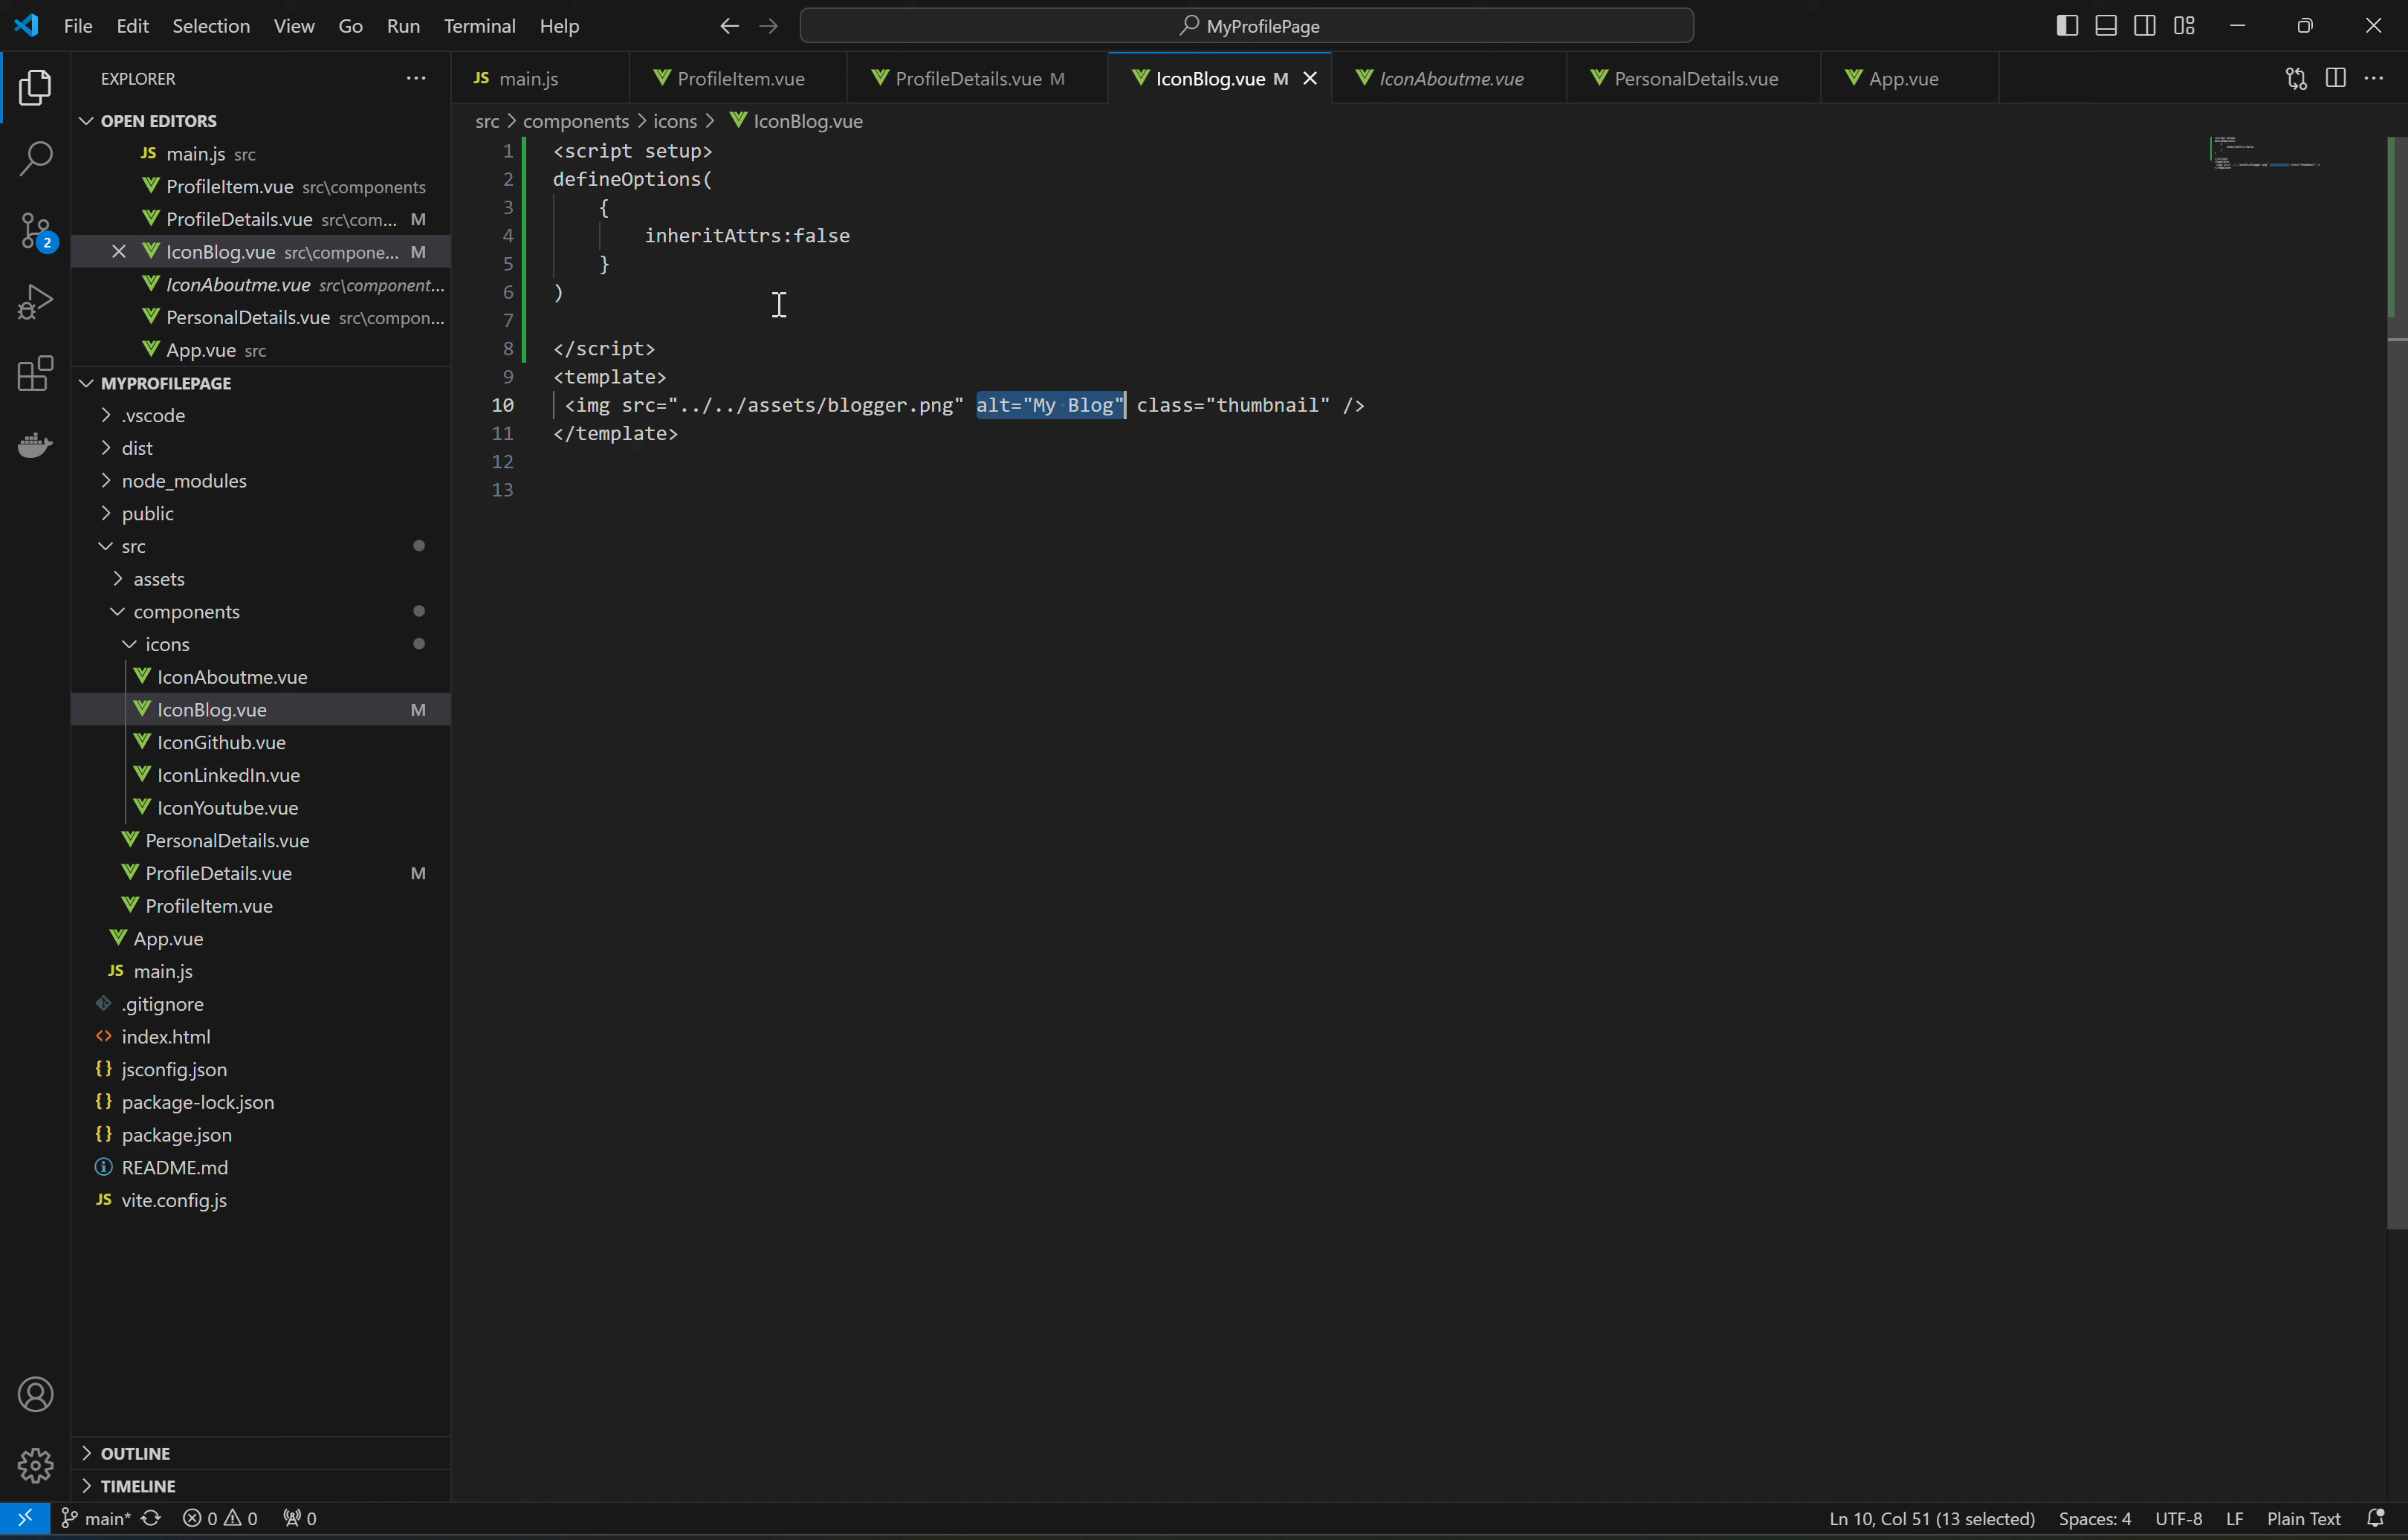 File Edit Selection View Go Run Terminal Help
MyProfilePage
EXPLORER
OPEN EDITORS
JS main.js src
ProfileItem.vue src\components
ProfileDetails.vue src\com... M
IconBlog.vue src\compone... M
IconAboutme.vue src\component...
PersonalDetails.vue src\compon...
App.vue src
MYPROFILEPAGE
.vscode
dist
node_modules
public
src
assets
components
icons
IconAboutme.vue
IconBlog.vue M
IconGithub.vue
IconLinkedIn.vue
IconYoutube.vue
PersonalDetails.vue
ProfileDetails.vue M
ProfileItem.vue
App.vue
JS main.js
.gitignore
index.html
jsconfig.json
package-lock.json
package.json
README.md
JS vite.config.js
OUTLINE
TIMELINE
2
JS main.js ProfileItem.vue ProfileDetails.vue M IconBlog.vue M IconAboutme.vue PersonalDetails.vue App.vue
src > components > icons > IconBlog.vue
1 <script setup>
2 defineOptions(
3 {
4 inheritAttrs:false
5 }
6 )
7
8 </script>
9 <template>
10 <img src="../../assets/blogger.png" alt="My Blog" class="thumbnail" />
11 </template>
12
13
main* 0 0 0 Ln 10, Col 51 (13 selected) Spaces: 4 UTF-8 LF Plain Text